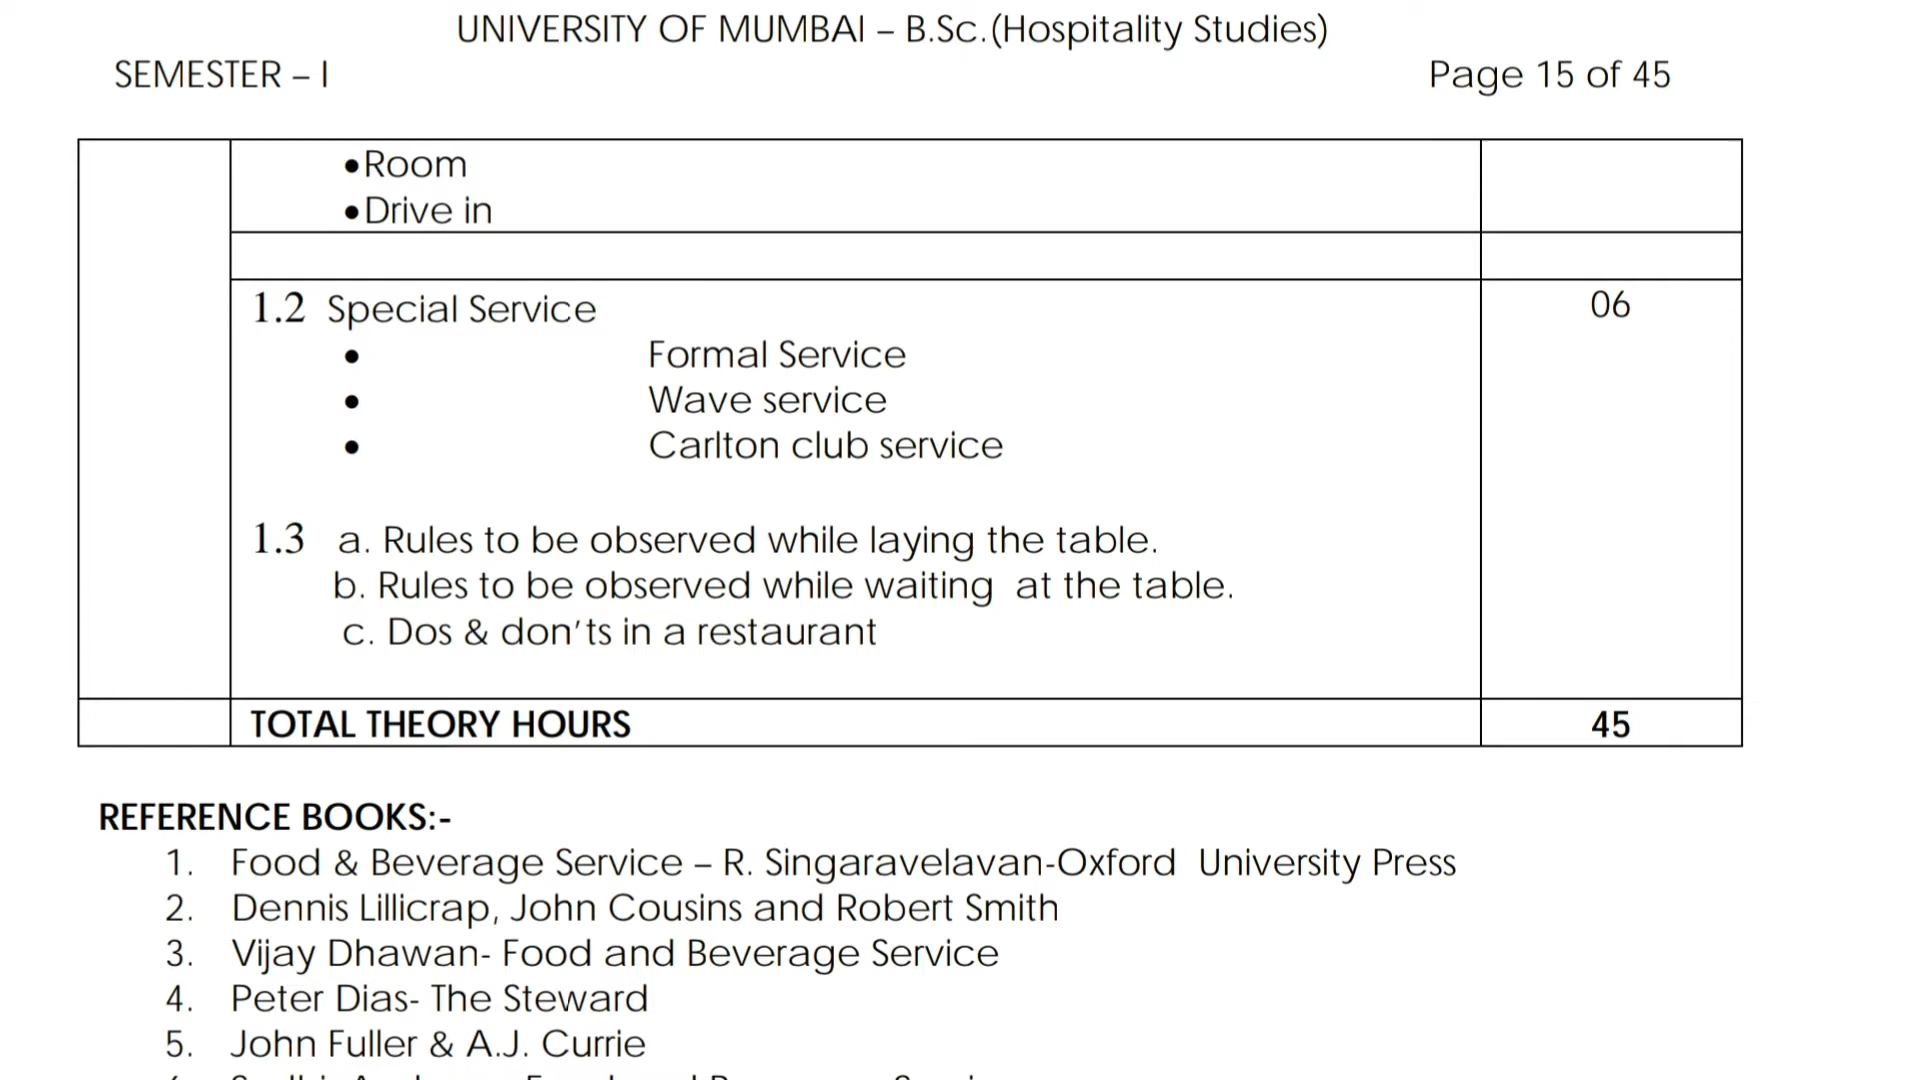 UNIVERSITY OF MUMBAI – B.Sc.(Hospitality Studies)
SEMESTER – I Page 15 of 45
•Room
•Drive in
1.2 Special Service 06
• Formal Service
• Wave service
• Carlton club service
1.3 a. Rules to be observed while laying the table.
b. Rules to be observed while waiting at the table.
c. Dos & don'ts in a restaurant
TOTAL THEORY HOURS 45
REFERENCE BOOKS:-
1. Food & Beverage Service – R. Singaravelavan-Oxford University Press
2. Dennis Lillicrap, John Cousins and Robert Smith
3. Vijay Dhawan- Food and Beverage Service
4. Peter Dias- The Steward
5. John Fuller & A.J. Currie